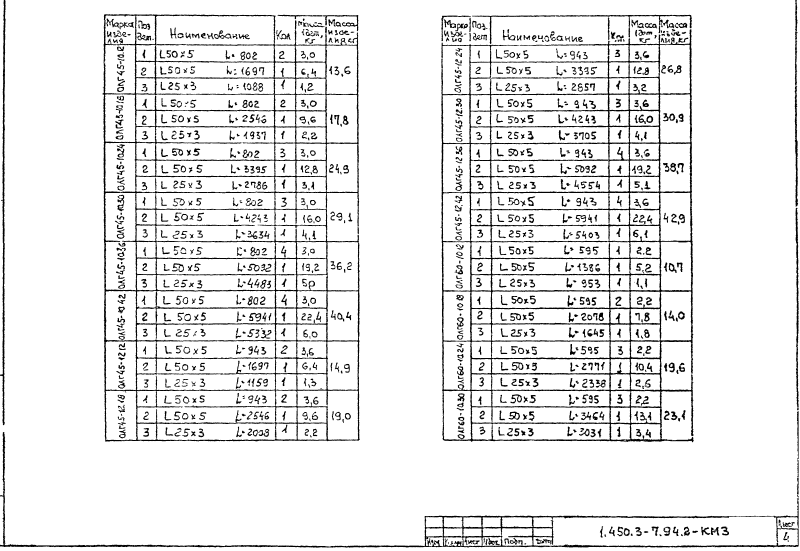 Марка изделия | Поз. дет. | Наименование | Кол | Масса 1дет, кг | Масса изделия, кг
ОЛГ45-10.12 | 1 | L50×5 L=802 | 2 | 3,0 | 13,6
2 | L50×5 L=1697 | 1 | 6,4
3 | L25×3 L=1088 | 1 | 1,2
ОЛГ45-10.18 | 1 | L50×5 L=802 | 2 | 3,0 | 17,8
2 | L50×5 L=2546 | 1 | 9,6
3 | L25×3 L=1937 | 1 | 2,2
ОЛГ45-10.24 | 1 | L50×5 L=802 | 3 | 3,0 | 24,9
2 | L50×5 L=3395 | 1 | 12,8
3 | L25×3 L=2786 | 1 | 3,1
ОЛГ45-10.30 | 1 | L50×5 L=802 | 3 | 3,0 | 29,1
2 | L50×5 L=4243 | 1 | 16,0
3 | L25×3 L=3634 | 1 | 4,1
ОЛГ45-10.36 | 1 | L50×5 L=802 | 4 | 3,0 | 36,2
2 | L50×5 L=5092 | 1 | 19,2
3 | L25×3 L=4483 | 1 | 5,0
ОЛГ45-10.42 | 1 | L50×5 L=802 | 4 | 3,0 | 40,4
2 | L50×5 L=5941 | 1 | 22,4
3 | L25×3 L=5332 | 1 | 6,0
ОЛГ45-12.12 | 1 | L50×5 L=943 | 2 | 3,6 | 14,9
2 | L50×5 L=1697 | 1 | 6,4
3 | L25×3 L=1159 | 1 | 1,3
ОЛГ45-12.18 | 1 | L50×5 L=943 | 2 | 3,6 | 19,0
2 | L50×5 L=2546 | 1 | 9,6
3 | L25×3 L=2008 | 1 | 2,2
Марка изделия | Поз. дет | Наименование | Кол. | Масса 1дет, кг | Масса изделия, кг
ОЛГ45-12.24 | 1 | L50×5 L=943 | 3 | 3,6 | 26,8
2 | L50×5 L=3395 | 1 | 12,8
3 | L25×3 L=2857 | 1 | 3,2
ОЛГ45-12.30 | 1 | L50×5 L=943 | 3 | 3,6 | 30,9
2 | L50×5 L=4243 | 1 | 16,0
3 | L25×3 L=3705 | 1 | 4,1
ОЛГ45-12.36 | 1 | L50×5 L=943 | 4 | 3,6 | 38,7
2 | L50×5 L=5092 | 1 | 19,2
3 | L25×3 L=4554 | 1 | 5,1
ОЛГ45-12.42 | 1 | L50×5 L=943 | 4 | 3,6 | 42,9
2 | L50×5 L=5941 | 1 | 22,4
3 | L25×3 L=5403 | 1 | 6,1
ОЛГ60-10.12 | 1 | L50×5 L=595 | 2,2 | 10,7
2 | L50×5 L=1386 | 1 | 5,2
3 | L25×3 L=953 | 1 | 1,1
ОЛГ60-10.18 | 1 | L50×5 L=595 | 2 | 2,2 | 14,0
2 | L50×5 L=2078 | 1 | 7,8
3 | L25×3 L=1645 | 1 | 1,8
ОЛГ60-10.24 | 1 | L50×5 L=595 | 3 | 2,2 | 19,6
2 | L50×5 L=2771 | 1 | 10,4
3 | L25×3 L=2338 | 1 | 2,6
ОЛГ60-10.30 | 1 | L50×5 L=595 | 3 | 2,2 | 23,1
2 | L50×5 L=3464 | 1 | 13,1
3 | L25×3 L=3031 | 1 | 3,4
1.450.3-7.94.2-КМ3
Лист
4
Изм Кол.уч Лист №док Подп. Дата